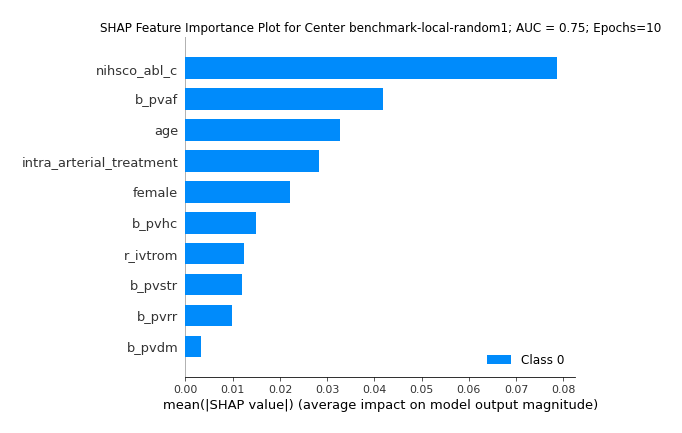 SHAP Feature Importance Plot for Center benchmark-local-random1; AUC = 0.75; Epochs=10
nihsco_abl_c
b_pvaf
age
intra_arterial_treatment
female
b_pvhc
r_ivtrom
b_pvstr
b_pvrr
b_pvdm
Class 0
0.00 0.01 0.02 0.03 0.04 0.05 0.06 0.07 0.08
mean(|SHAP value|) (average impact on model output magnitude)